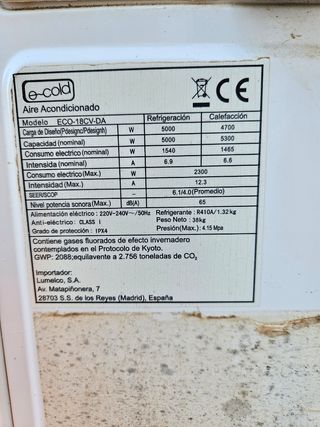 e-cold
CE
Aire Acondicionado
Modelo ECO-18CV-DA Refrigeración Calefacción
Carga de Diseño(Pdesignc/Pdesignh) W 5000 4700
Capacidad (nominal) W 5000 5300
Consumo electrico (nominal) W 1540 1465
Intensida (nominal) A 6.9 6.6
Consumo electrico (Max.) W 2300
Intensidad (Max.) A 12.3
SEER/SCOP – 6.1/4.0(Promedio)
Nivel potencia sonora(Max.) dB(A) 65
Alimentación eléctrica: 220V-240V~/50Hz Refrigerante: R410A/1.32kg
Anti-eléctrico: CLASS I Peso Neto: 38kg
Grado de protección: IPX4 Presión(Max.): 4.15 Mpa
Contiene gases fluorados de efecto invernadero
contemplados en el Protocolo de Kyoto.
GWP: 2088;equilavente a 2.756 toneladas de CO₂
Importador:
Lumelco, S.A.
Av. Matapiñonera, 7
28703 S.S. de los Reyes (Madrid), España